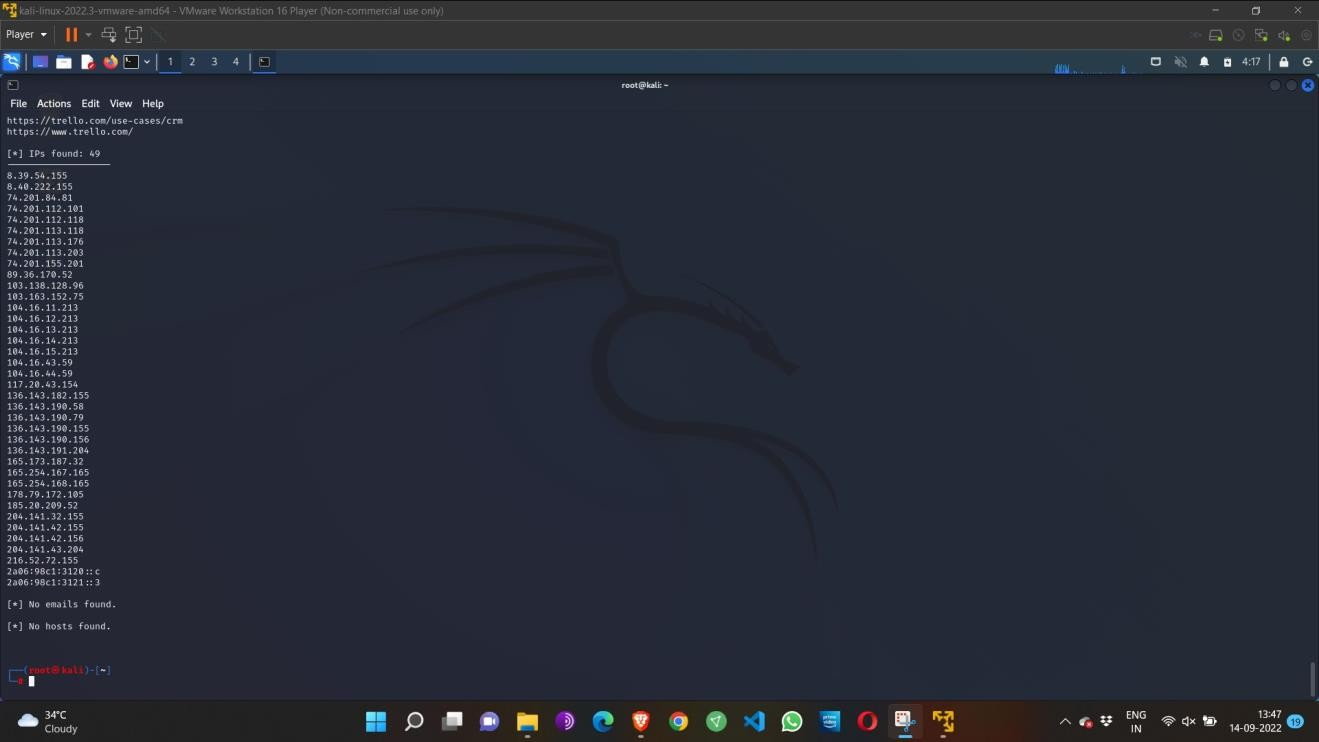 kali-linux-2022.3-vmware-amd64 - VMware Workstation 16 Player (Non-commercial use only)
Player
1 2 3 4
4:17
root@kali: ~
File Actions Edit View Help
https://trello.com/use-cases/crm
https://www.trello.com/
[*] IPs found: 49
8.39.54.155
8.40.222.155
74.201.84.81
74.201.112.101
74.201.112.118
74.201.113.118
74.201.113.176
74.201.113.203
74.201.155.201
89.36.170.52
103.138.128.96
103.163.152.75
104.16.11.213
104.16.12.213
104.16.13.213
104.16.14.213
104.16.15.213
104.16.43.59
104.16.44.59
117.20.43.154
136.143.182.155
136.143.190.58
136.143.190.79
136.143.190.155
136.143.190.156
136.143.191.204
165.173.187.32
165.254.167.165
165.254.168.165
178.79.172.105
185.20.209.52
204.141.32.155
204.141.42.155
204.141.42.156
204.141.43.204
216.52.72.155
2a06:98c1:3120::c
2a06:98c1:3121::3
[*] No emails found.
[*] No hosts found.
(root㉿kali)-[~]
#
34°C
Cloudy
prime video
ENG
IN
13:47
14-09-2022
19